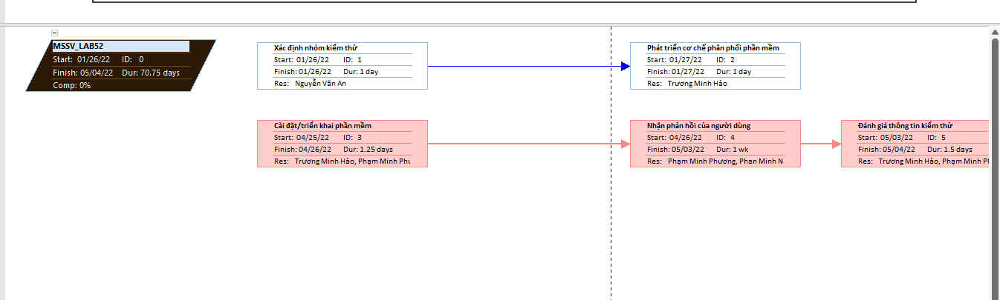 MSSV_LAB52
Start: 01/26/22 ID: 0
Finish: 05/04/22 Dur: 70.75 days
Comp: 0%
Xác định nhóm kiểm thử
Start: 01/26/22 ID: 1
Finish: 01/26/22 Dur: 1 day
Res: Nguyễn Văn An
Phát triển cơ chế phân phối phần mềm
Start: 01/27/22 ID: 2
Finish: 01/27/22 Dur: 1 day
Res: Trương Minh Hảo
Cài đặt/triển khai phần mềm
Start: 04/25/22 ID: 3
Finish: 04/26/22 Dur: 1.25 days
Res: Trương Minh Hảo, Phạm Minh Phu
Nhận phản hồi của người dùng
Start: 04/26/22 ID: 4
Finish: 05/03/22 Dur: 1 wk
Res: Phạm Minh Phương, Phan Minh N
Đánh giá thông tin kiểm thử
Start: 05/03/22 ID: 5
Finish: 05/04/22 Dur: 1.5 days
Res: Trương Minh Hảo, Phạm Minh Ph